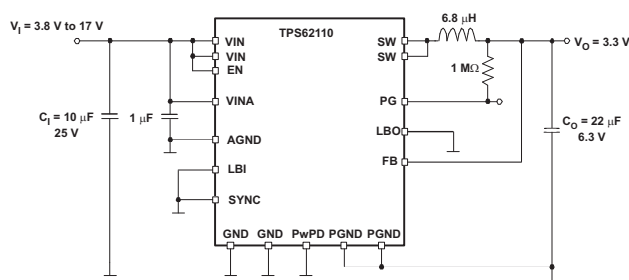 TPS62110
V_I = 3.8 V to 17 V
VIN
VIN
EN
VINA
AGND
LBI
SYNC
C_I = 10 µF
25 V
1 µF
GND
GND
PwPD
PGND
PGND
SW
SW
PG
LBO
FB
6.8 µH
1 MΩ
V_O = 3.3 V
C_O = 22 µF
6.3 V